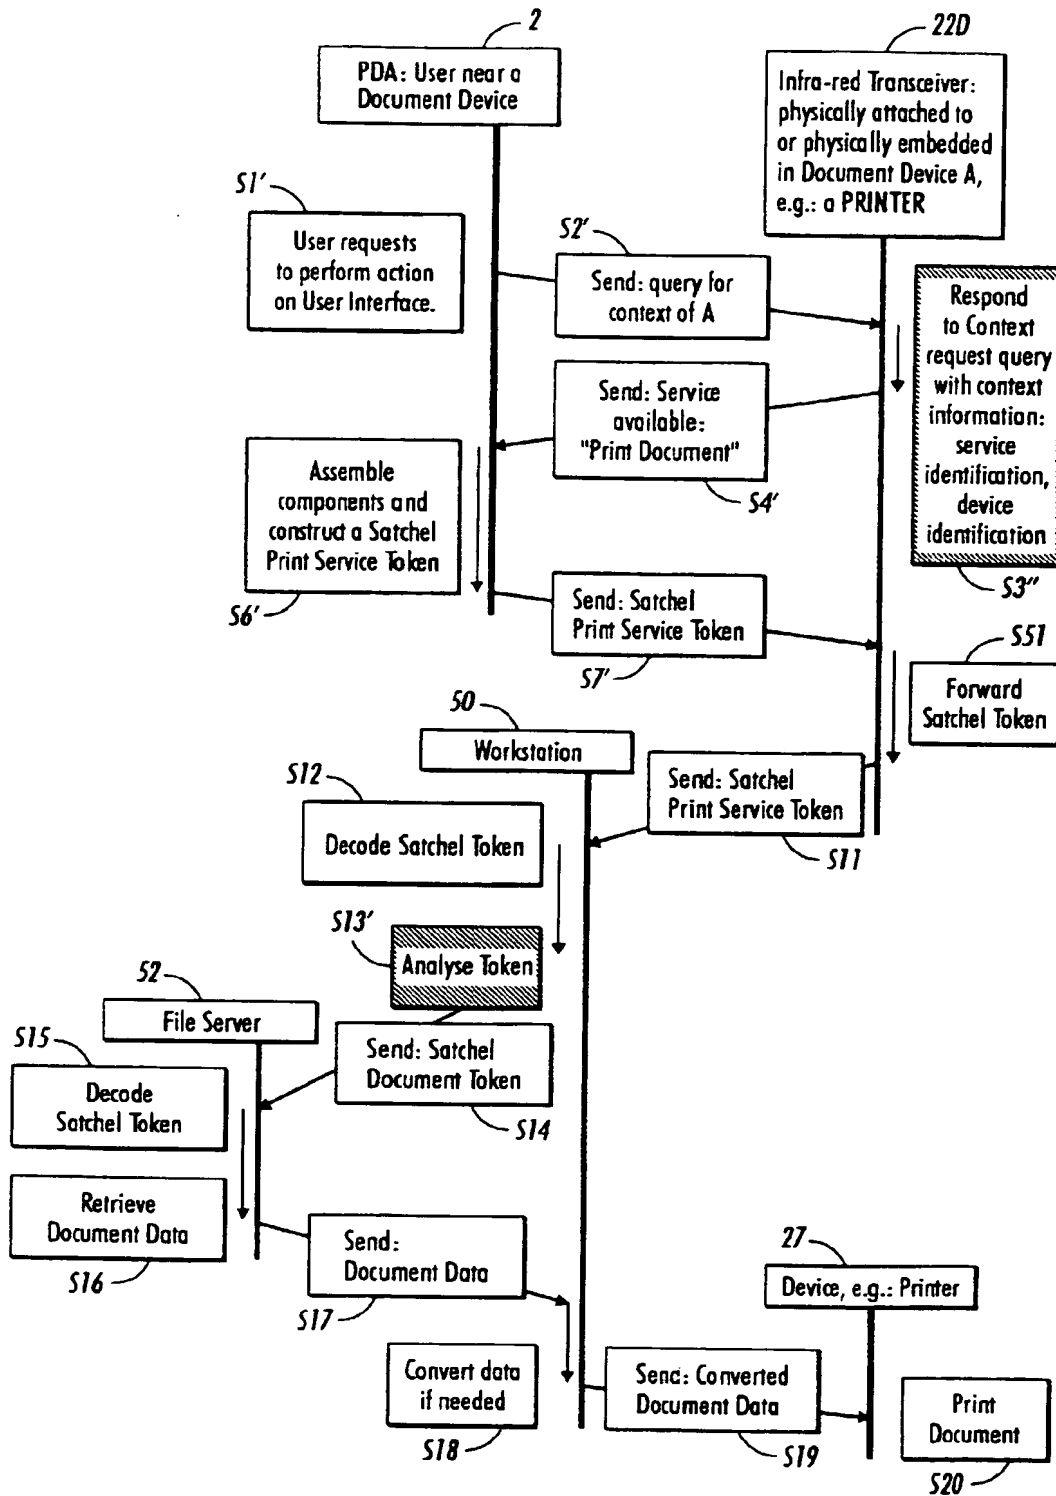 2
PDA: User near a
Document Device
22D
Infra-red Transceiver:
physically attached to
or physically embedded
in Document Device A,
e.g.: a PRINTER
S1'
User requests
to perform action
on User Interface.
S2'
Send: query for
context of A
Respond
to Context
request query
with context
information:
service
identification,
device
identification
S3''
Send: Service
available:
"Print Document"
S4'
Assemble
components and
construct a Satchel
Print Service Token
S6'
Send: Satchel
Print Service Token
S7'
S51
Forward
Satchel Token
50
Workstation
Send: Satchel
Print Service Token
S11
S12
Decode Satchel Token
S13'
Analyse Token
52
File Server
Send: Satchel
Document Token
S14
S15
Decode
Satchel Token
Retrieve
Document Data
S16
Send:
Document Data
S17
27
Device, e.g.: Printer
Convert data
if needed
S18
Send: Converted
Document Data
S19
Print
Document
S20